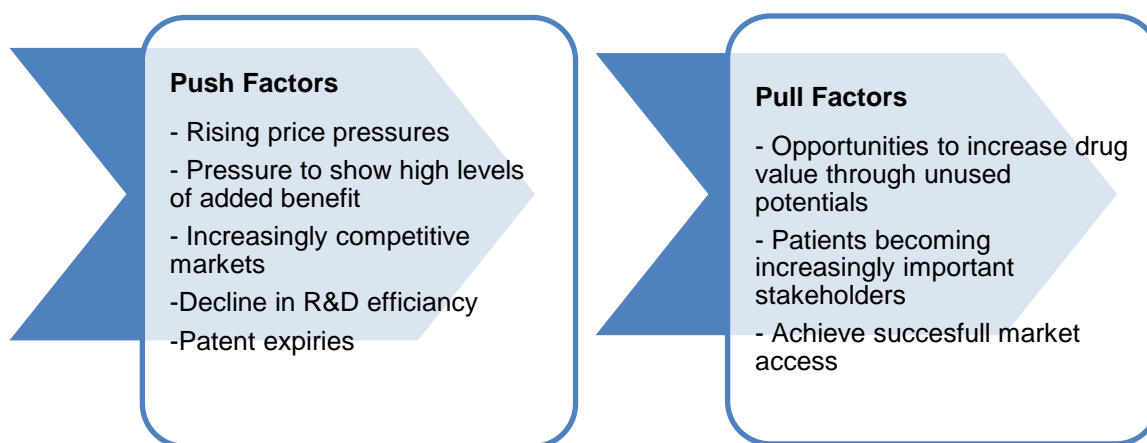 Push Factors
- Rising price pressures
- Pressure to show high levels
of added benefit
- Increasingly competitive
markets
-Decline in R&D efficiancy
-Patent expiries
Pull Factors
- Opportunities to increase drug
value through unused
potentials
- Patients becoming
increasingly important
stakeholders
- Achieve succesfull market
access